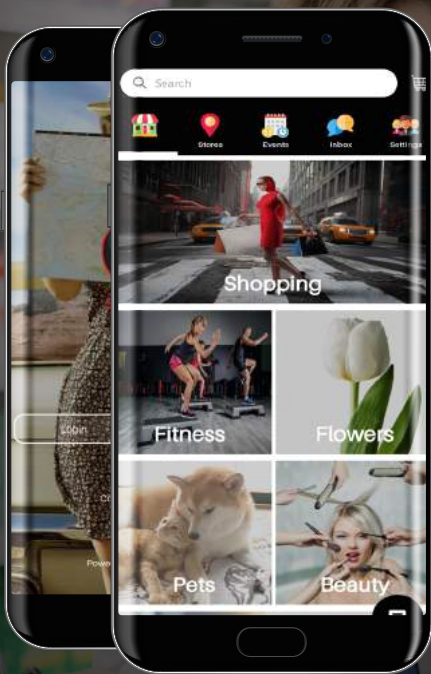 Search
Stores
Events
Inbox
Settings
Shopping
Fitness
Flowers
Pets
Beauty
Login